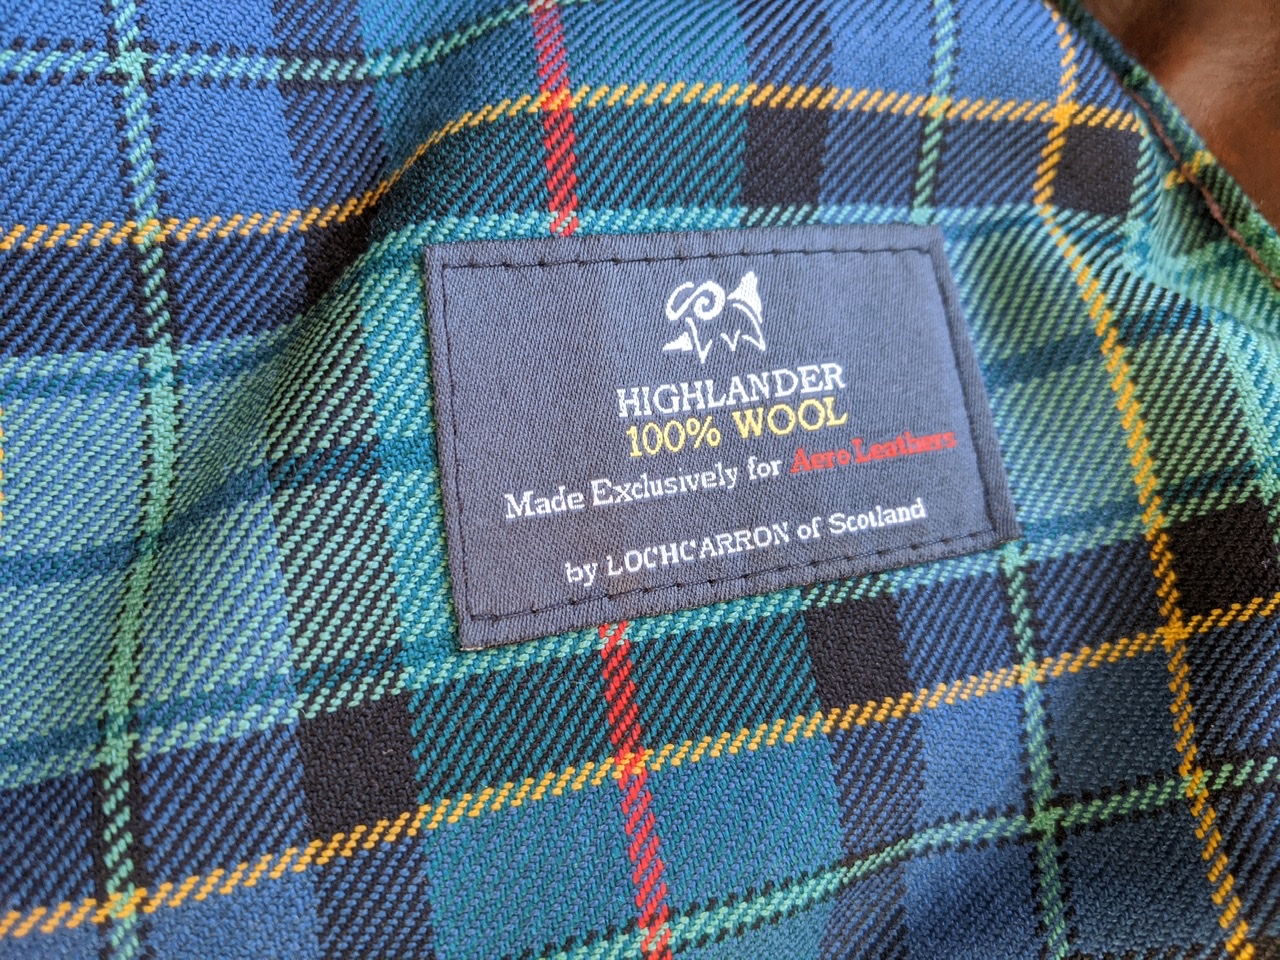 HIGHLANDER
100% WOOL
Made Exclusively for Aero Leathers
by LOCHCARRON of Scotland